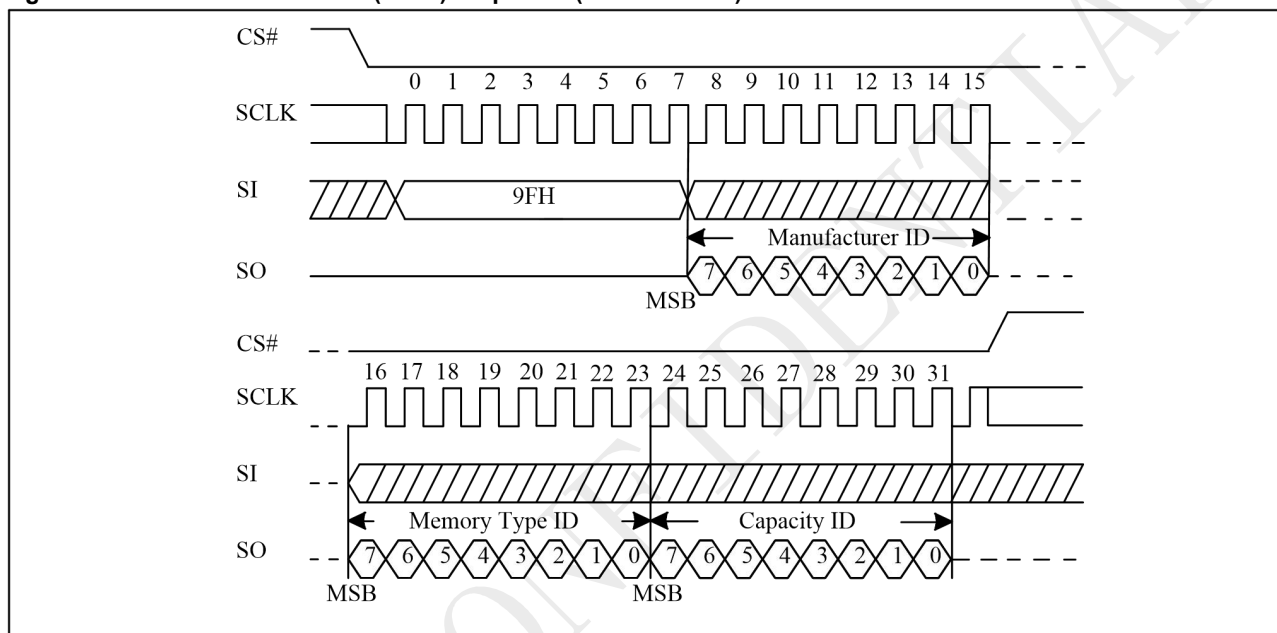 CS#
0 1 2 3 4 5 6 7 8 9 10 11 12 13 14 15
SCLK
SI
9FH
Manufacturer ID
SO
7 6 5 4 3 2 1 0
MSB
CS#
16 17 18 19 20 21 22 23 24 25 26 27 28 29 30 31
SCLK
SI
Memory Type ID Capacity ID
SO
7 6 5 4 3 2 1 0 7 6 5 4 3 2 1 0
MSB MSB